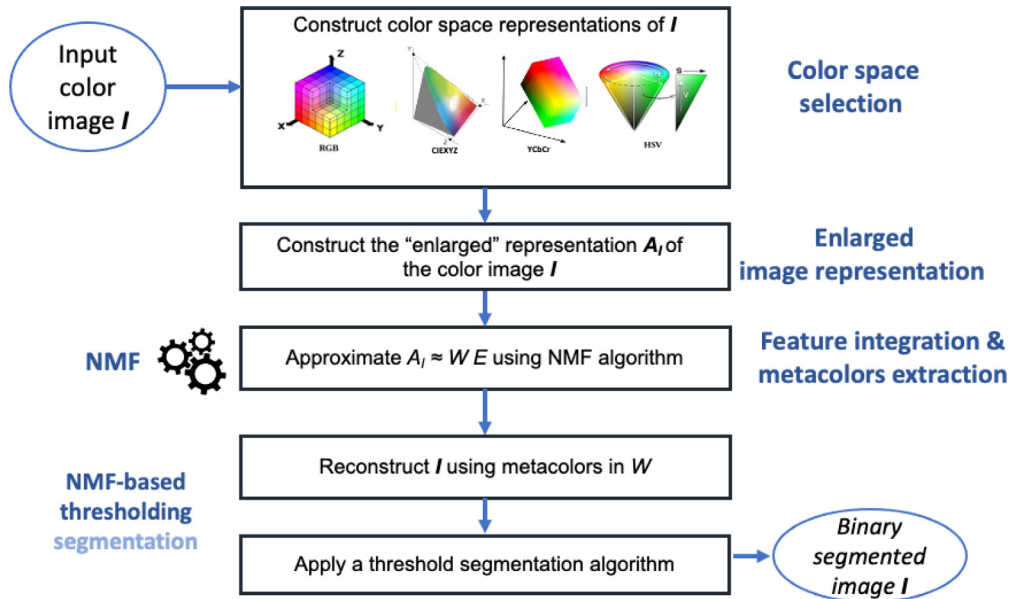 Input
color
image I
Construct color space representations of I
Z
X
Y
RGB
X
CIEXYZ
YCbCr
H
S
V
HSV
Color space
selection
Construct the “enlarged” representation A_I of
the color image I
Enlarged
image representation
NMF
Approximate A_I ≈ W E using NMF algorithm
Feature integration &
metacolors extraction
Reconstruct I using metacolors in W
NMF-based
thresholding
segmentation
Apply a threshold segmentation algorithm
Binary
segmented
image I